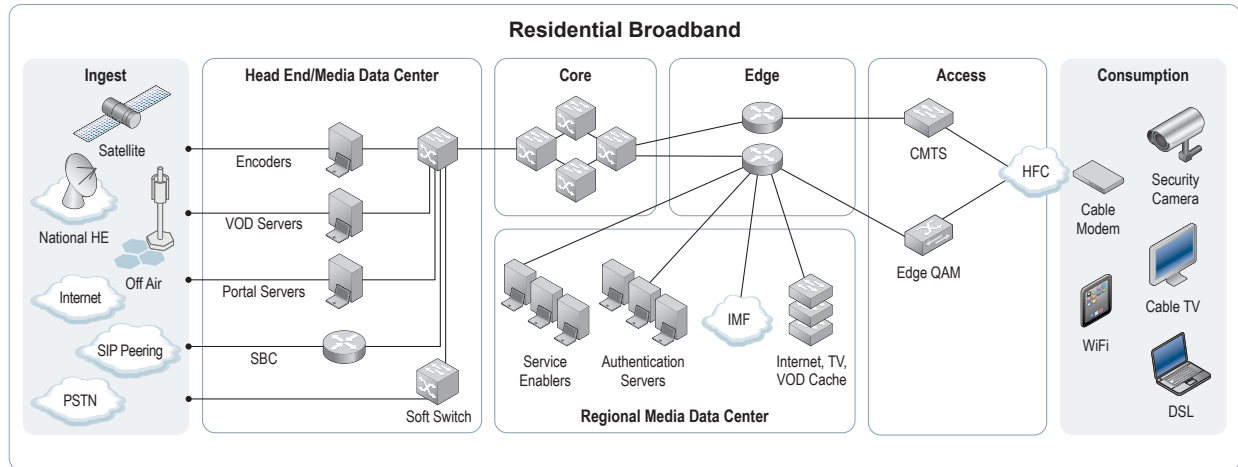 Residential Broadband
Ingest
Satellite
National HE
Off Air
Internet
SIP Peering
PSTN
Head End/Media Data Center
Encoders
VOD Servers
Portal Servers
SBC
Soft Switch
Core
Edge
Service
Enablers
Authentication
Servers
IMF
Internet, TV,
VOD Cache
Regional Media Data Center
Access
CMTS
HFC
Edge QAM
Consumption
Security
Camera
Cable
Modem
Cable TV
WiFi
DSL